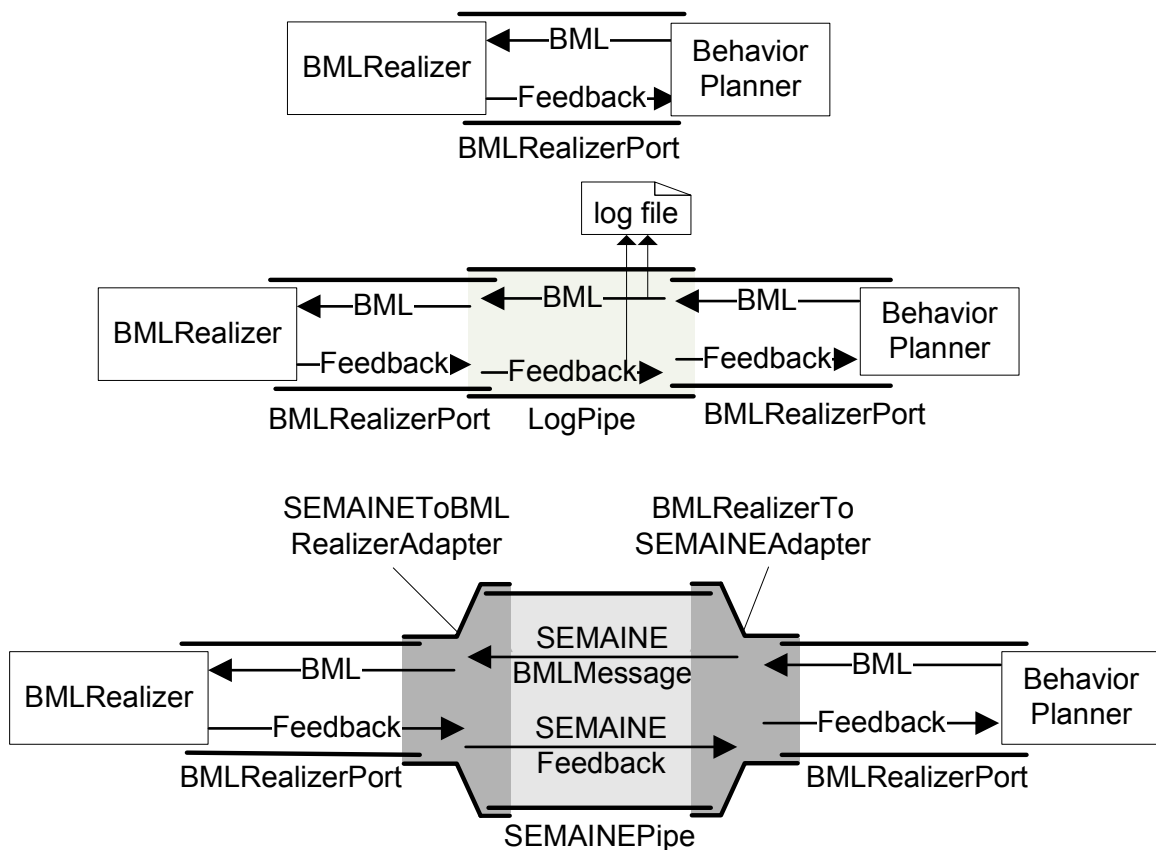 BML
BMLRealizer
Behavior
Planner
Feedback
BMLRealizerPort
log file
BML
BML
BML
BMLRealizer
Behavior
Planner
Feedback
Feedback
Feedback
BMLRealizerPort
LogPipe
BMLRealizerPort
SEMAINEToBML
RealizerAdapter
BMLRealizerTo
SEMAINEAdapter
SEMAINE
BMLMessage
BML
BML
BMLRealizer
Behavior
Planner
Feedback
SEMAINE
Feedback
Feedback
BMLRealizerPort
BMLRealizerPort
SEMAINEPipe